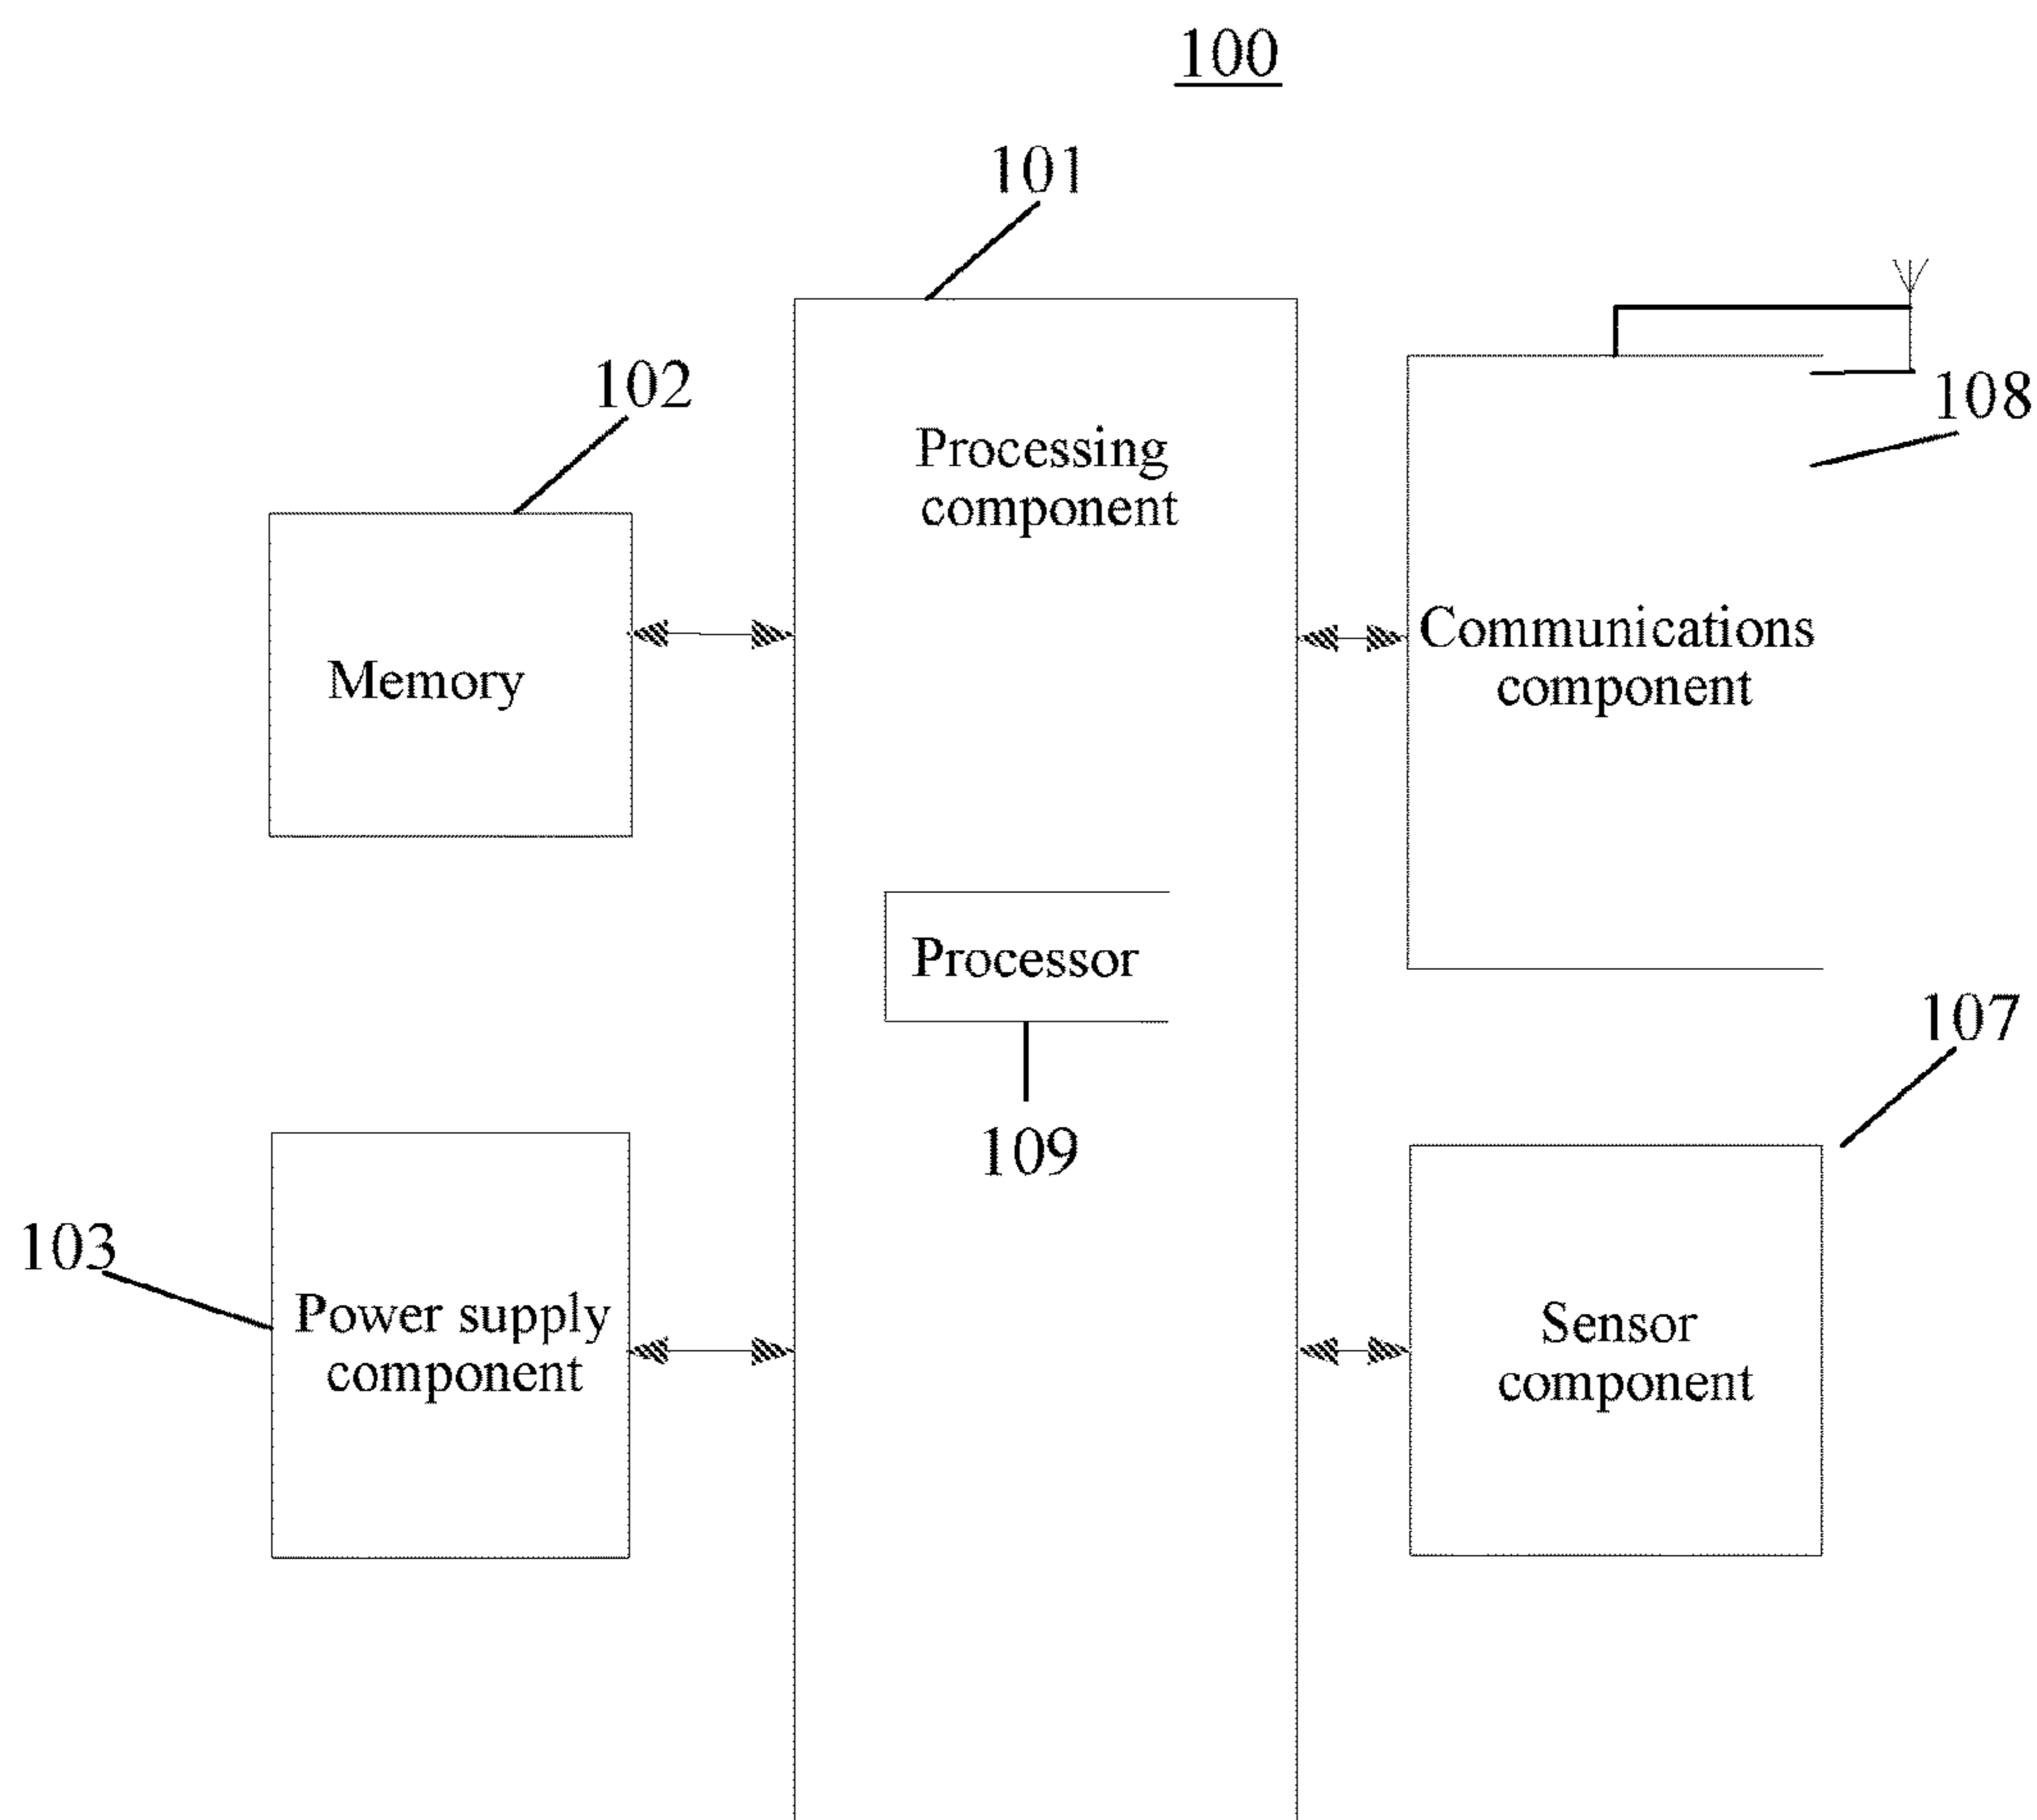 100
101
102
108
Processing
component
Memory
Communications
component
Processor
107
109
103
Power supply
component
Sensor
component